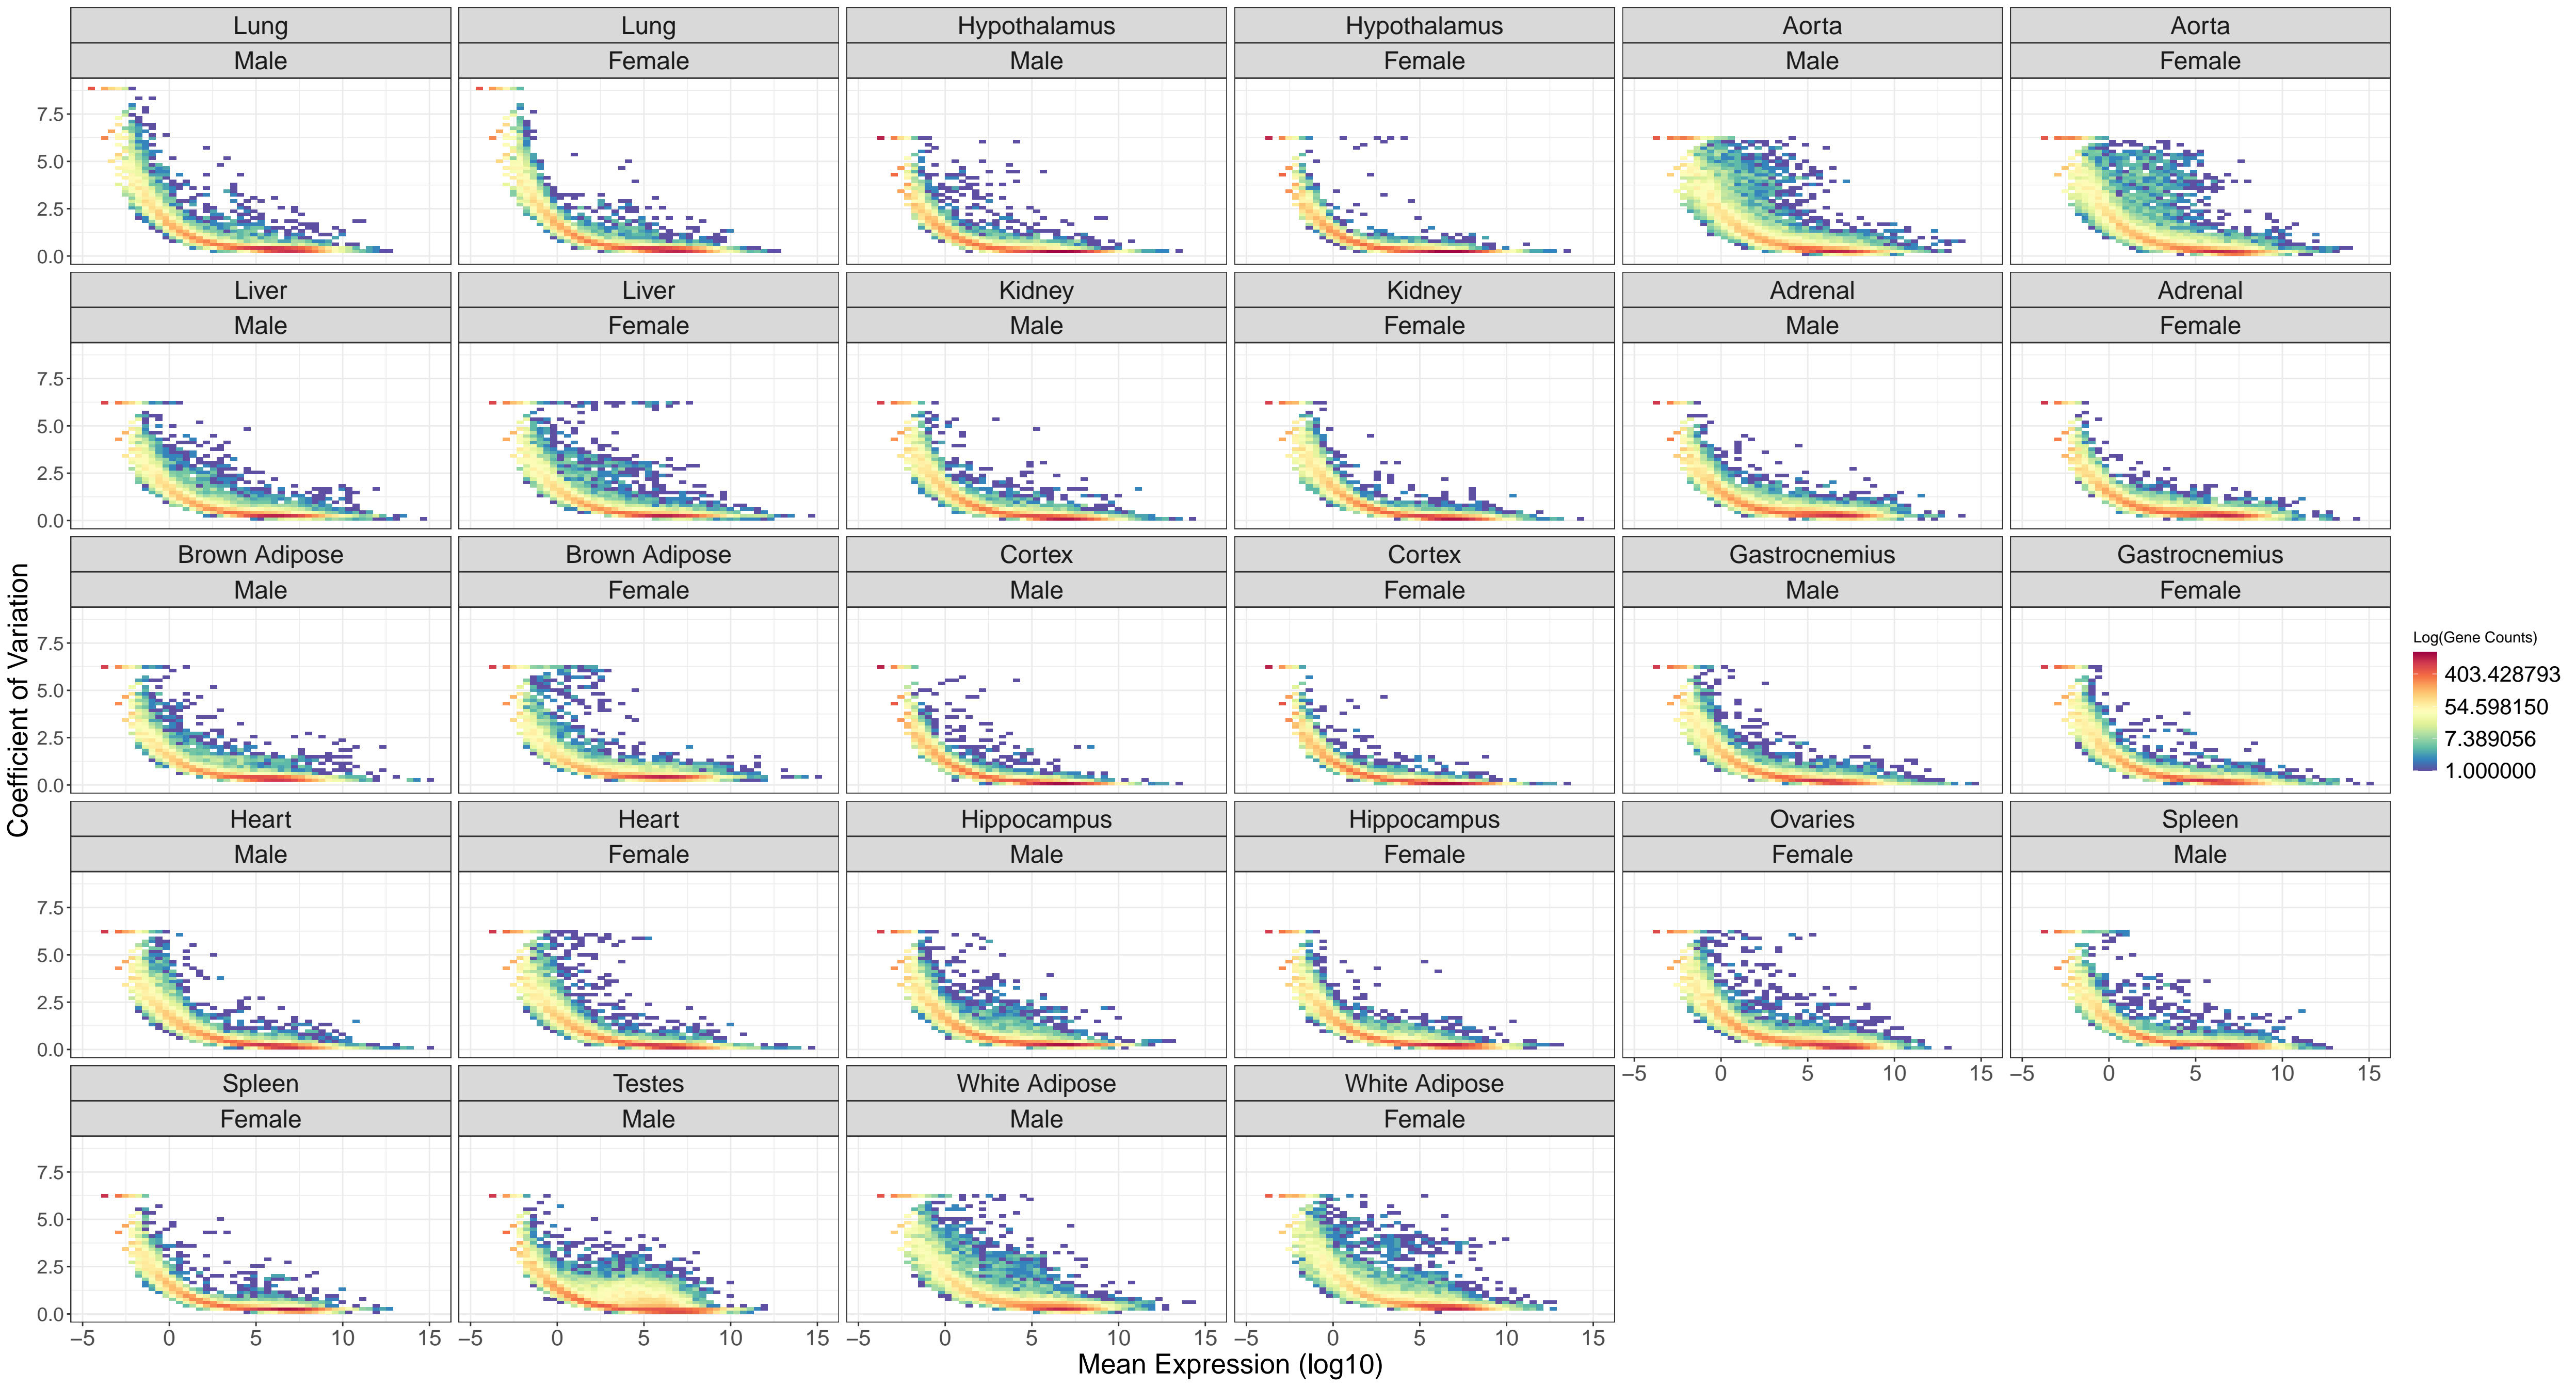 Lung Lung Hypothalamus Hypothalamus Aorta Aorta
Male Female Male Female Male Female
7.5
5.0
2.5
0.0
Liver Liver Kidney Kidney Adrenal Adrenal
Male Female Male Female Male Female
7.5
5.0
2.5
0.0
Brown Adipose Brown Adipose Cortex Cortex Gastrocnemius Gastrocnemius
Male Female Male Female Male Female
7.5
5.0
2.5
0.0
Heart Heart Hippocampus Hippocampus Ovaries Spleen
Male Female Male Female Female Male
7.5
5.0
2.5
0.0
−5 0 5 10 15 −5 0 5 10 15
Spleen Testes White Adipose White Adipose
Female Male Male Female
7.5
5.0
2.5
0.0
−5 0 5 10 15 −5 0 5 10 15 −5 0 5 10 15 −5 0 5 10 15
Mean Expression (log10)
Coefficient of Variation
Log(Gene Counts)
403.428793
54.598150
7.389056
1.000000